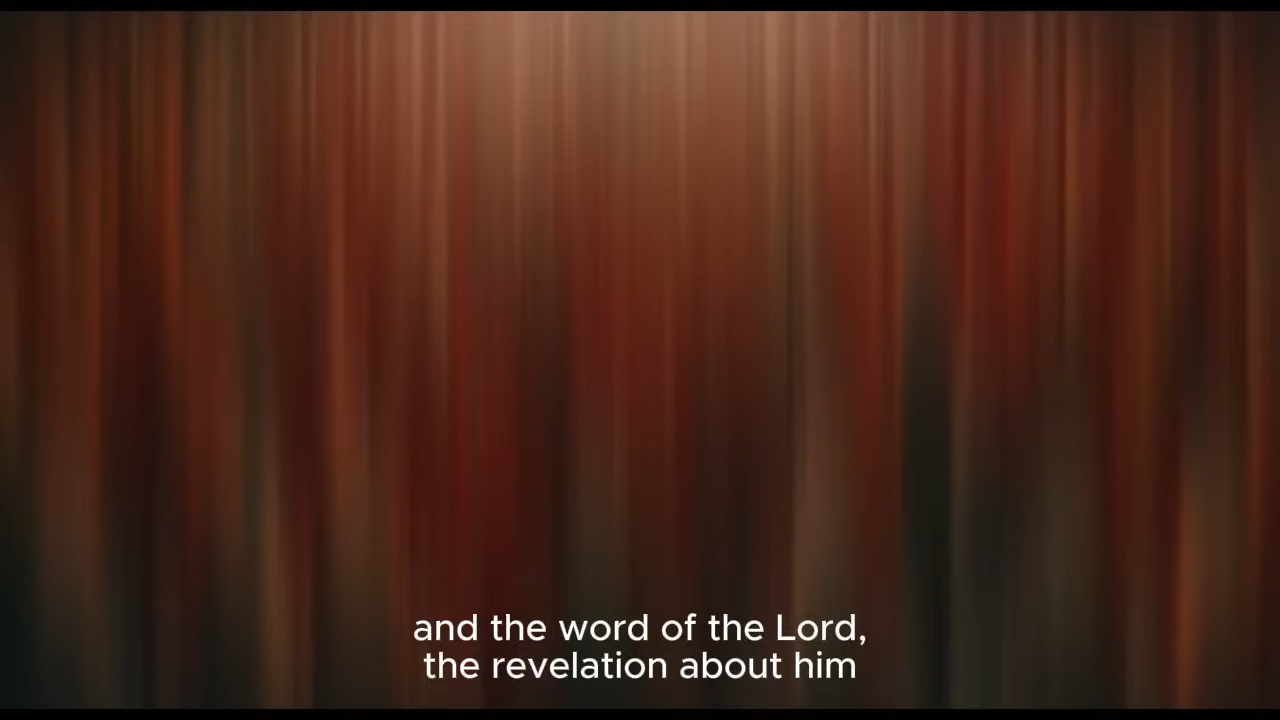 and the word of the Lord,
the revelation about him